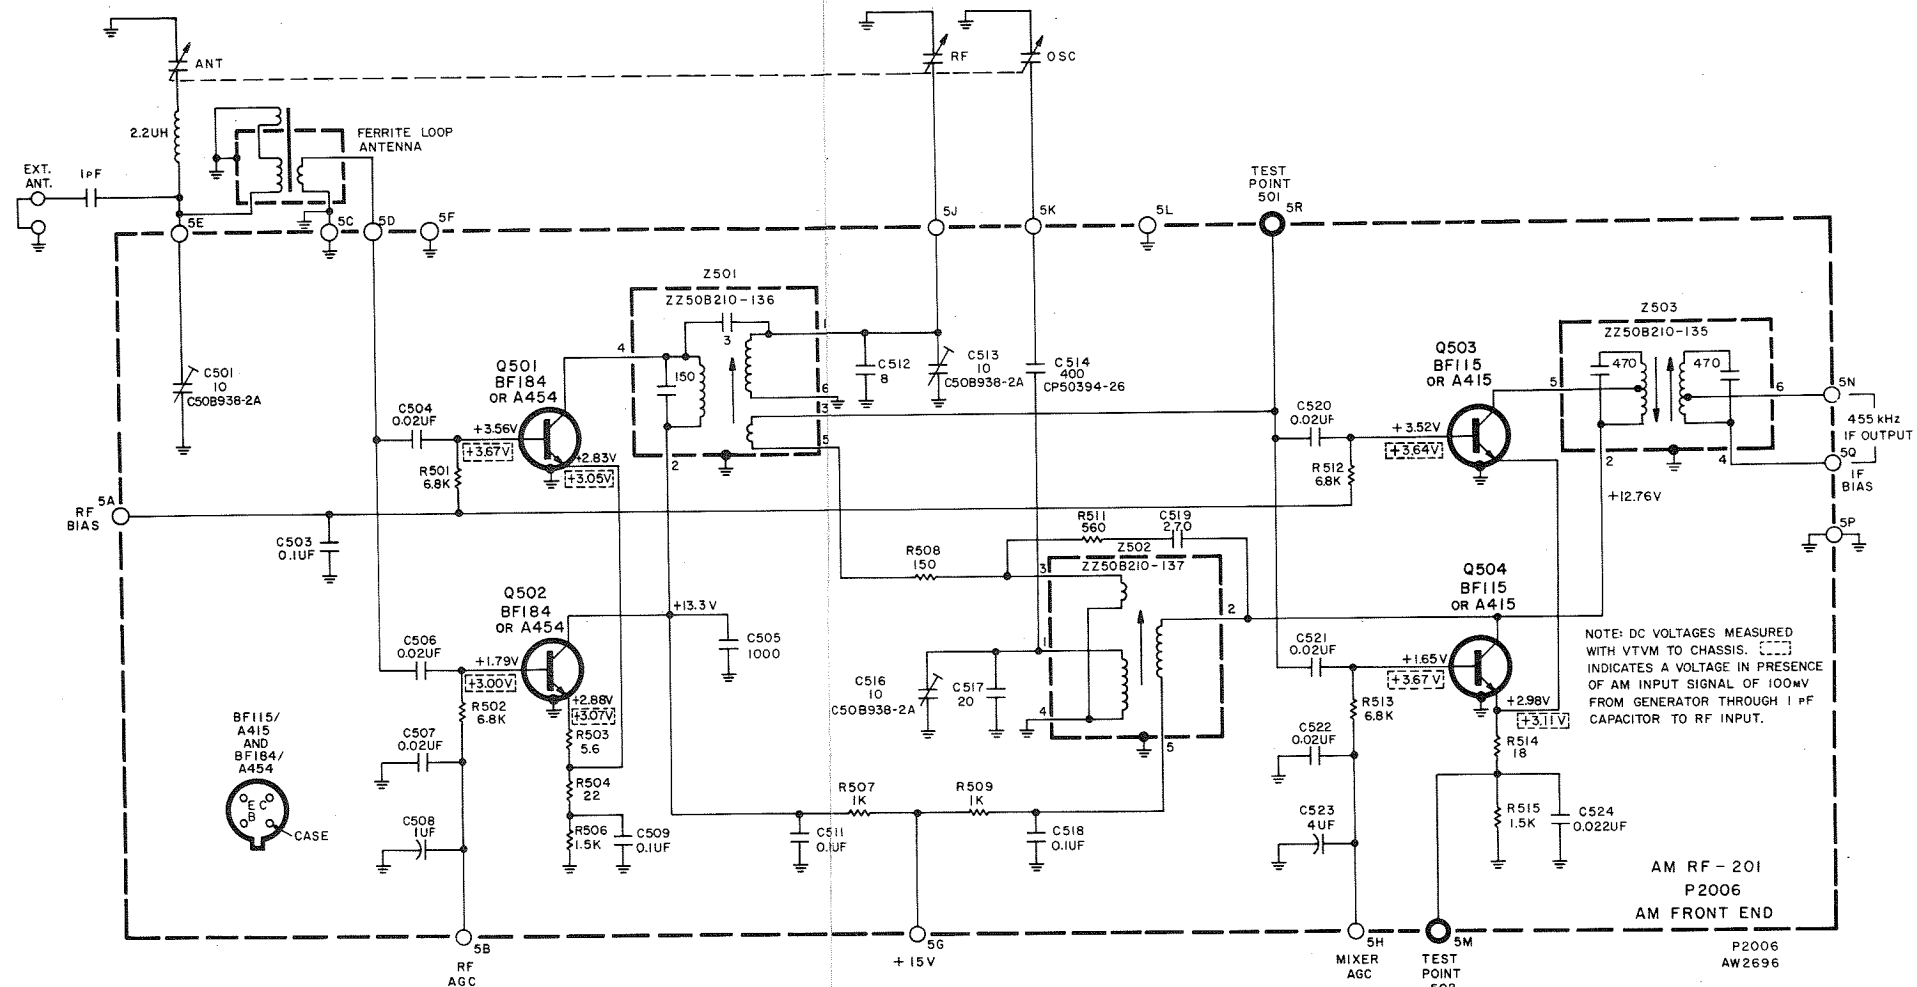 ANT
RF
OSC
2.2UH
FERRITE LOOP
ANTENNA
EXT.
ANT.
1PF
5E
5C
5D
5F
5J
5K
5L
TEST
POINT
501
5R
Z501
ZZ50B210-136
1
3
4
150
6
3
5
2
C501
10
C50B938-2A
Q501
BF184
OR A454
C504
0.02UF
+3.56V
+3.67V
+2.83V
+3.05V
R501
6.8K
C512
8
C513
10
C50B938-2A
C514
400
CP50394-26
C520
0.02UF
Q503
BF115
OR A415
+3.52V
+3.64V
R512
6.8K
Z503
ZZ50B210-135
470
470
5
6
2
4
+12.76V
5N
455 kHz
IF OUTPUT
5Q
IF
BIAS
5P
5A
RF
BIAS
C503
0.1UF
R508
150
R511
560
C519
270
Z502
ZZ50B210-137
3
2
1
4
5
Q502
BF184
OR A454
+13.3V
C505
1000
C506
0.02UF
+1.79V
+3.00V
+2.88V
+3.07V
R502
6.8K
R503
5.6
C507
0.02UF
R504
22
C508
1UF
R506
1.5K
C509
0.1UF
C516
10
C50B938-2A
C517
20
R507
1K
R509
1K
C511
0.1UF
C518
0.1UF
C521
0.02UF
Q504
BF115
OR A415
+1.65V
+3.67V
+2.98V
+3.11V
R513
6.8K
R514
18
C522
0.02UF
C523
4UF
R515
1.5K
C524
0.022UF
NOTE: DC VOLTAGES MEASURED
WITH VTVM TO CHASSIS.
INDICATES A VOLTAGE IN PRESENCE
OF AM INPUT SIGNAL OF 100MV
FROM GENERATOR THROUGH 1 PF
CAPACITOR TO RF INPUT.
BF115/
A415
AND
BF184/
A454
E C
B
CASE
AM RF-201
P2006
AM FRONT END
5B
RF
AGC
5G
+15V
5H
MIXER
AGC
5M
TEST
POINT
P2006
AW2696